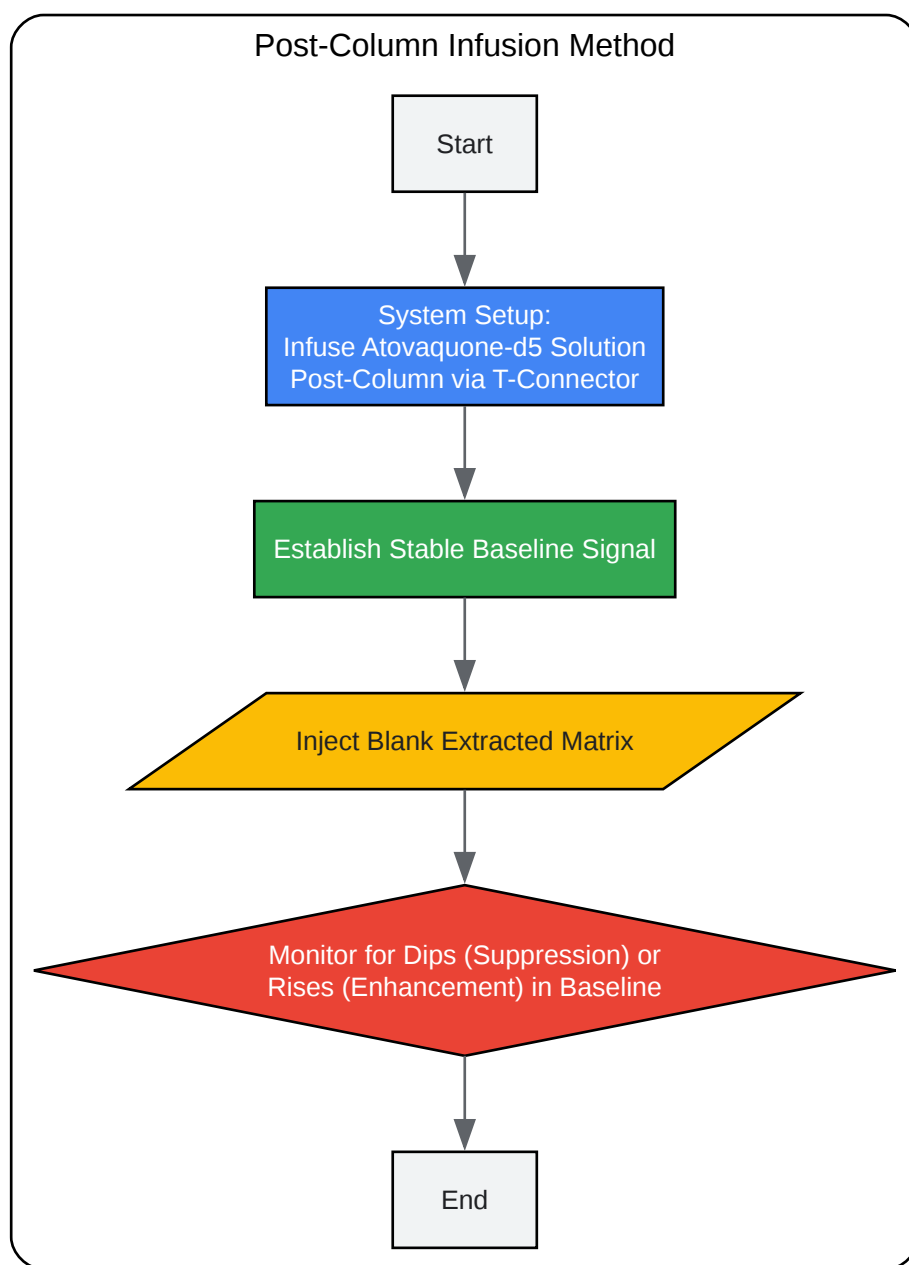 Post-Column Infusion Method
Start
System Setup:
Infuse Atovaquone-d5 Solution
Post-Column via T-Connector
Establish Stable Baseline Signal
Inject Blank Extracted Matrix
Monitor for Dips (Suppression) or
Rises (Enhancement) in Baseline
End